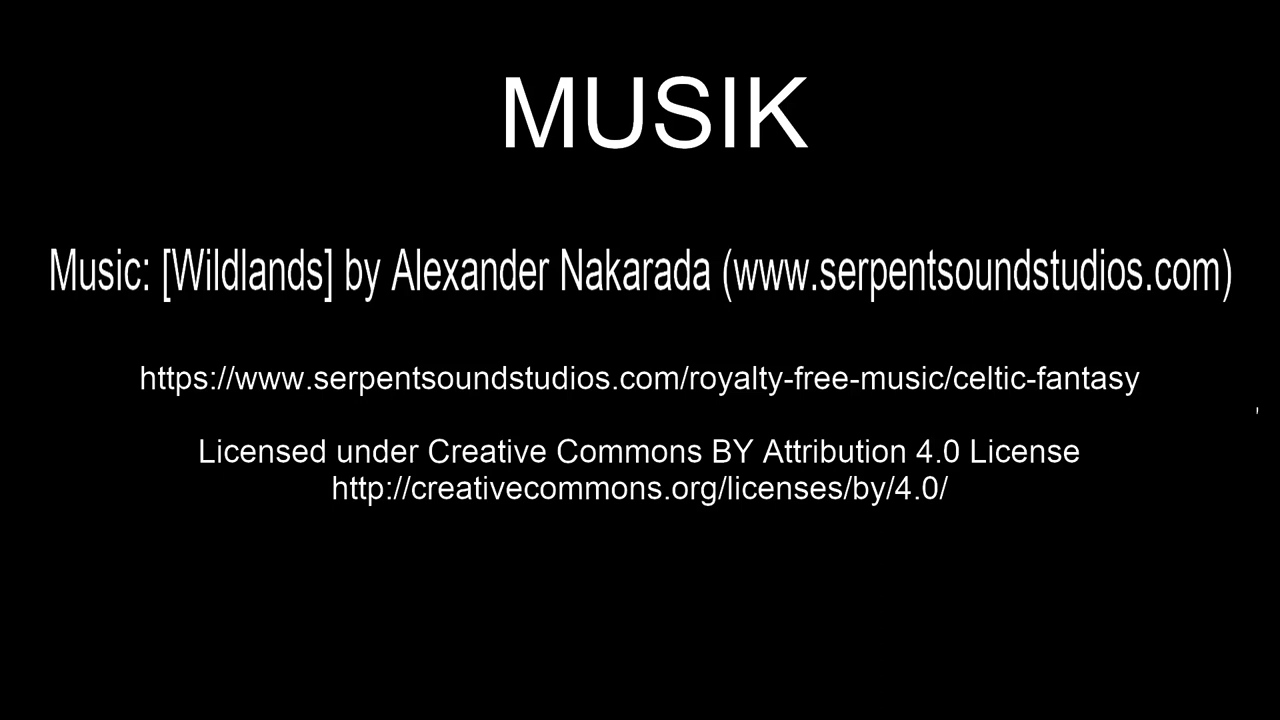 MUSIK
Music: [Wildlands] by Alexander Nakarada (www.serpentsoundstudios.com)
https://www.serpentsoundstudios.com/royalty-free-music/celtic-fantasy
Licensed under Creative Commons BY Attribution 4.0 License
http://creativecommons.org/licenses/by/4.0/